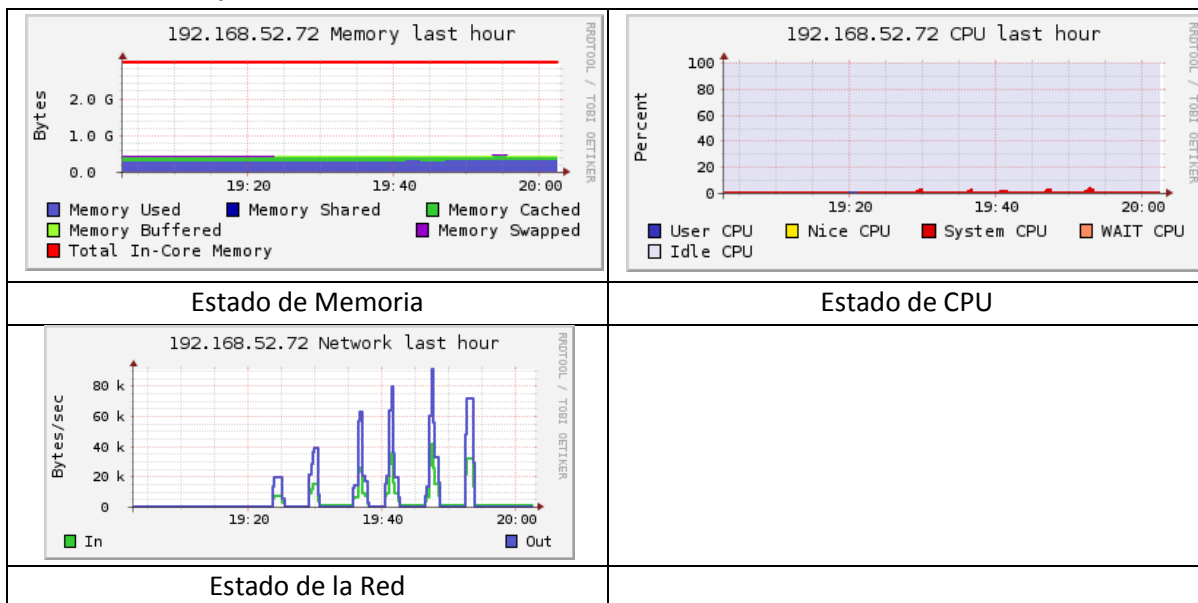 192.168.52.72 Memory last hour
RRDTOOL / TOBI OETIKER
Bytes
2.0 G
1.0 G
0.0
19:20 19:40 20:00
Memory Used Memory Shared Memory Cached
Memory Buffered Memory Swapped
Total In-Core Memory
192.168.52.72 CPU last hour
RRDTOOL / TOBI OETIKER
Percent
100
80
60
40
20
0
19:20 19:40 20:00
User CPU Nice CPU System CPU WAIT CPU
Idle CPU
Estado de Memoria
Estado de CPU
192.168.52.72 Network last hour
RRDTOOL / TOBI OETIKER
Bytes/sec
80 k
60 k
40 k
20 k
0
19:20 19:40 20:00
In Out
Estado de la Red